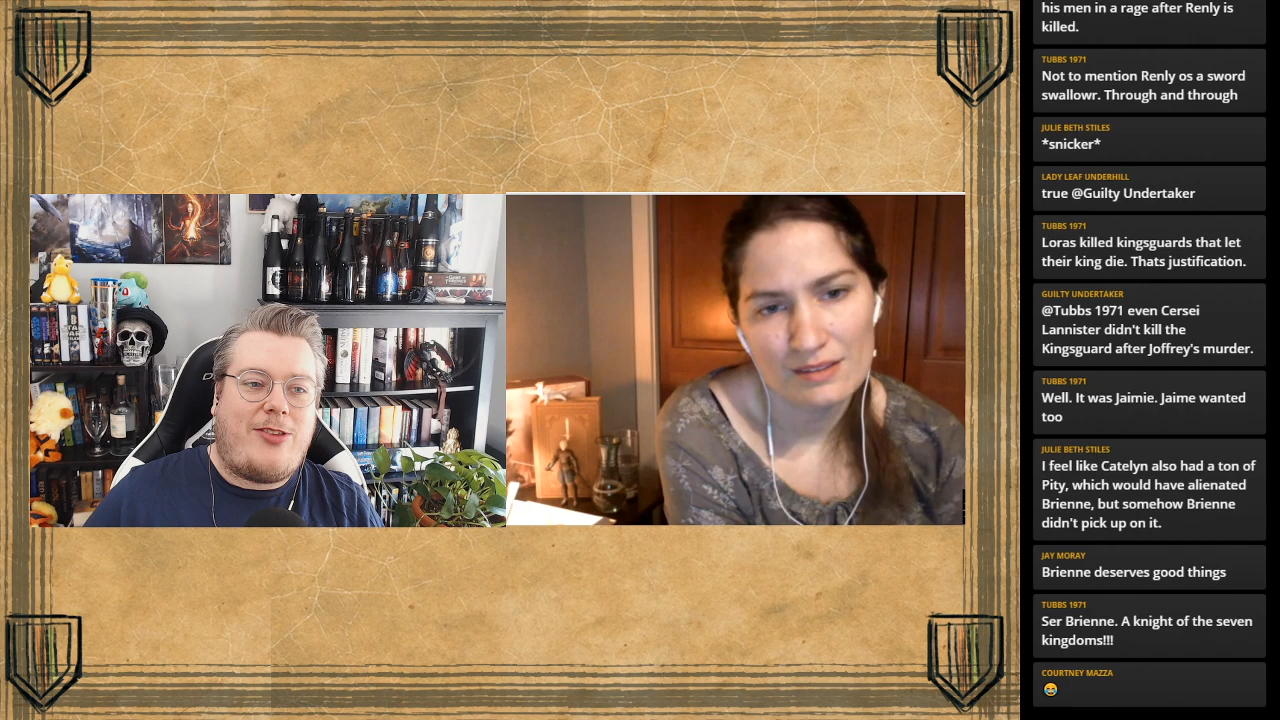 his men in a rage after Renly is
killed.
TUBBS 1971
Not to mention Renly os a sword
swallowr. Through and through
JULIE BETH STILES
*snicker*
LADY LEAF UNDERHILL
true @Guilty Undertaker
TUBBS 1971
Loras killed kingsguards that let
their king die. Thats justification.
GUILTY UNDERTAKER
@Tubbs 1971 even Cersei
Lannister didn't kill the
Kingsguard after Joffrey's murder.
TUBBS 1971
Well. It was Jaimie. Jaime wanted
too
JULIE BETH STILES
I feel like Catelyn also had a ton of
Pity, which would have alienated
Brienne, but somehow Brienne
didn't pick up on it.
JAY MORAY
Brienne deserves good things
TUBBS 1971
Ser Brienne. A knight of the seven
kingdoms!!!
COURTNEY MAZZA
😂